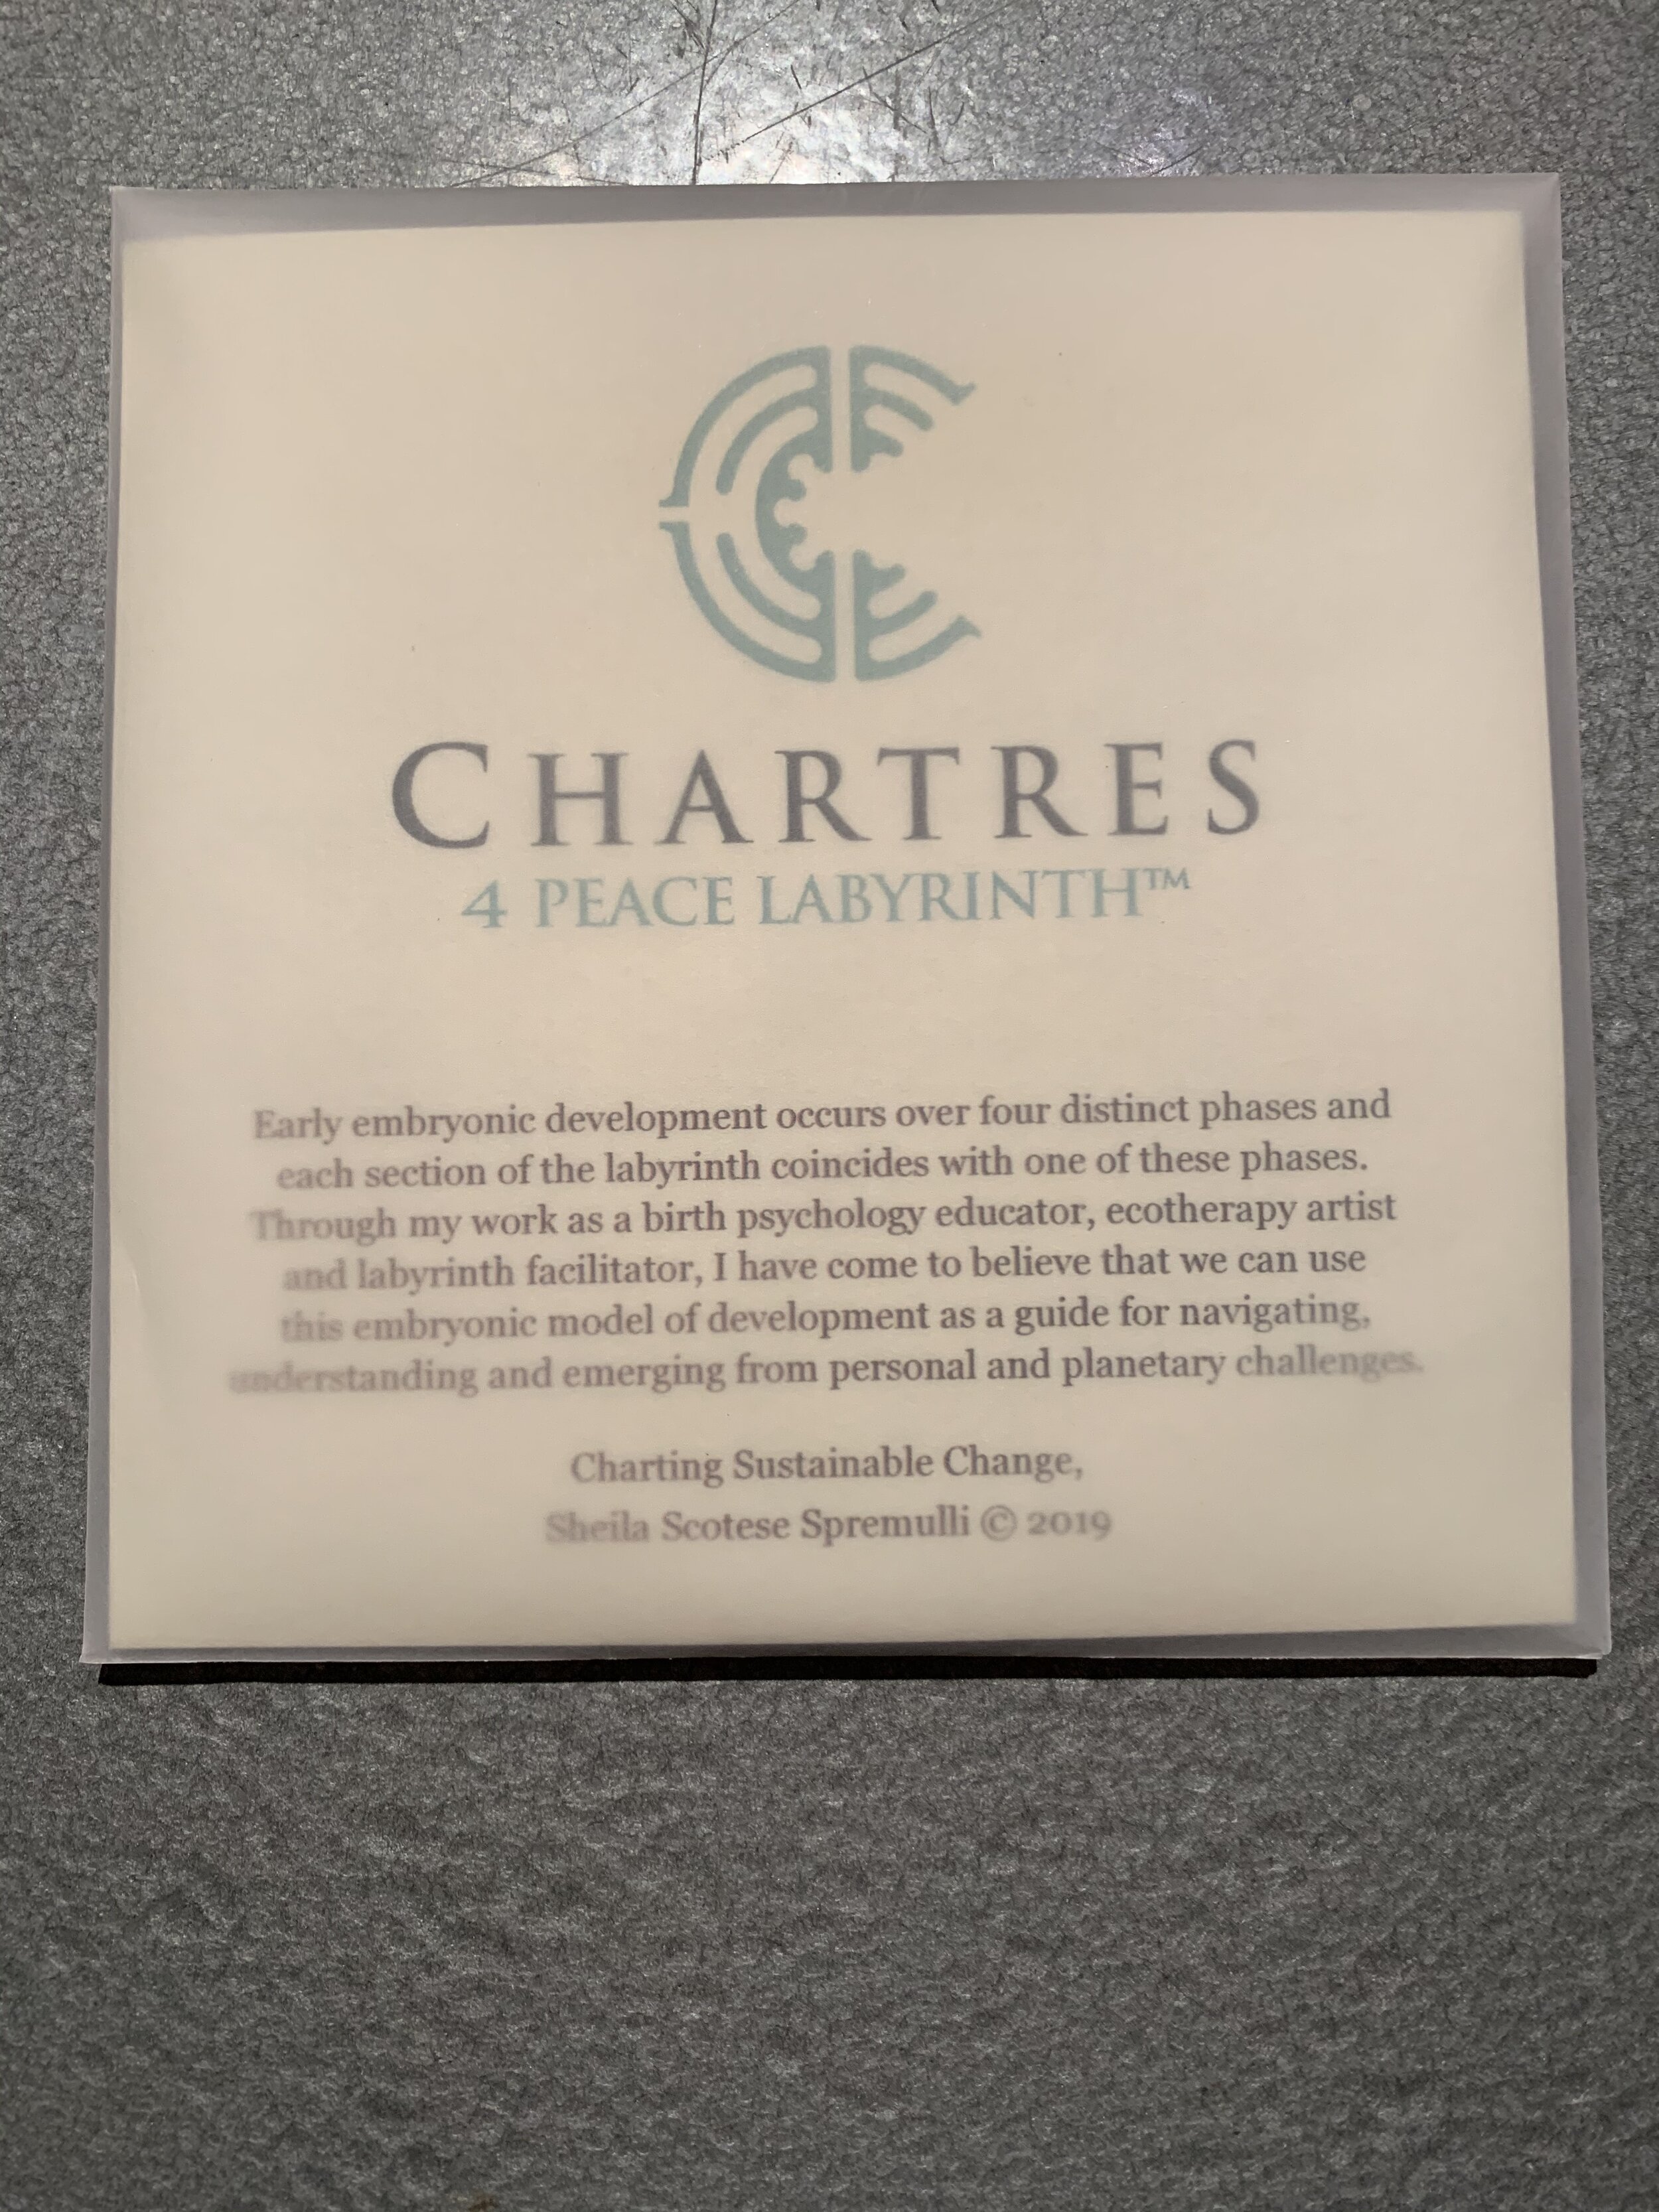 CHARTRES
4 PEACE LABYRINTH™
Early embryonic development occurs over four distinct phases and
each section of the labyrinth coincides with one of these phases.
Through my work as a birth psychology educator, ecotherapy artist
and labyrinth facilitator, I have come to believe that we can use
this embryonic model of development as a guide for navigating,
understanding and emerging from personal and planetary challenges.
Charting Sustainable Change,
Sheila Scotese Spremulli © 2019